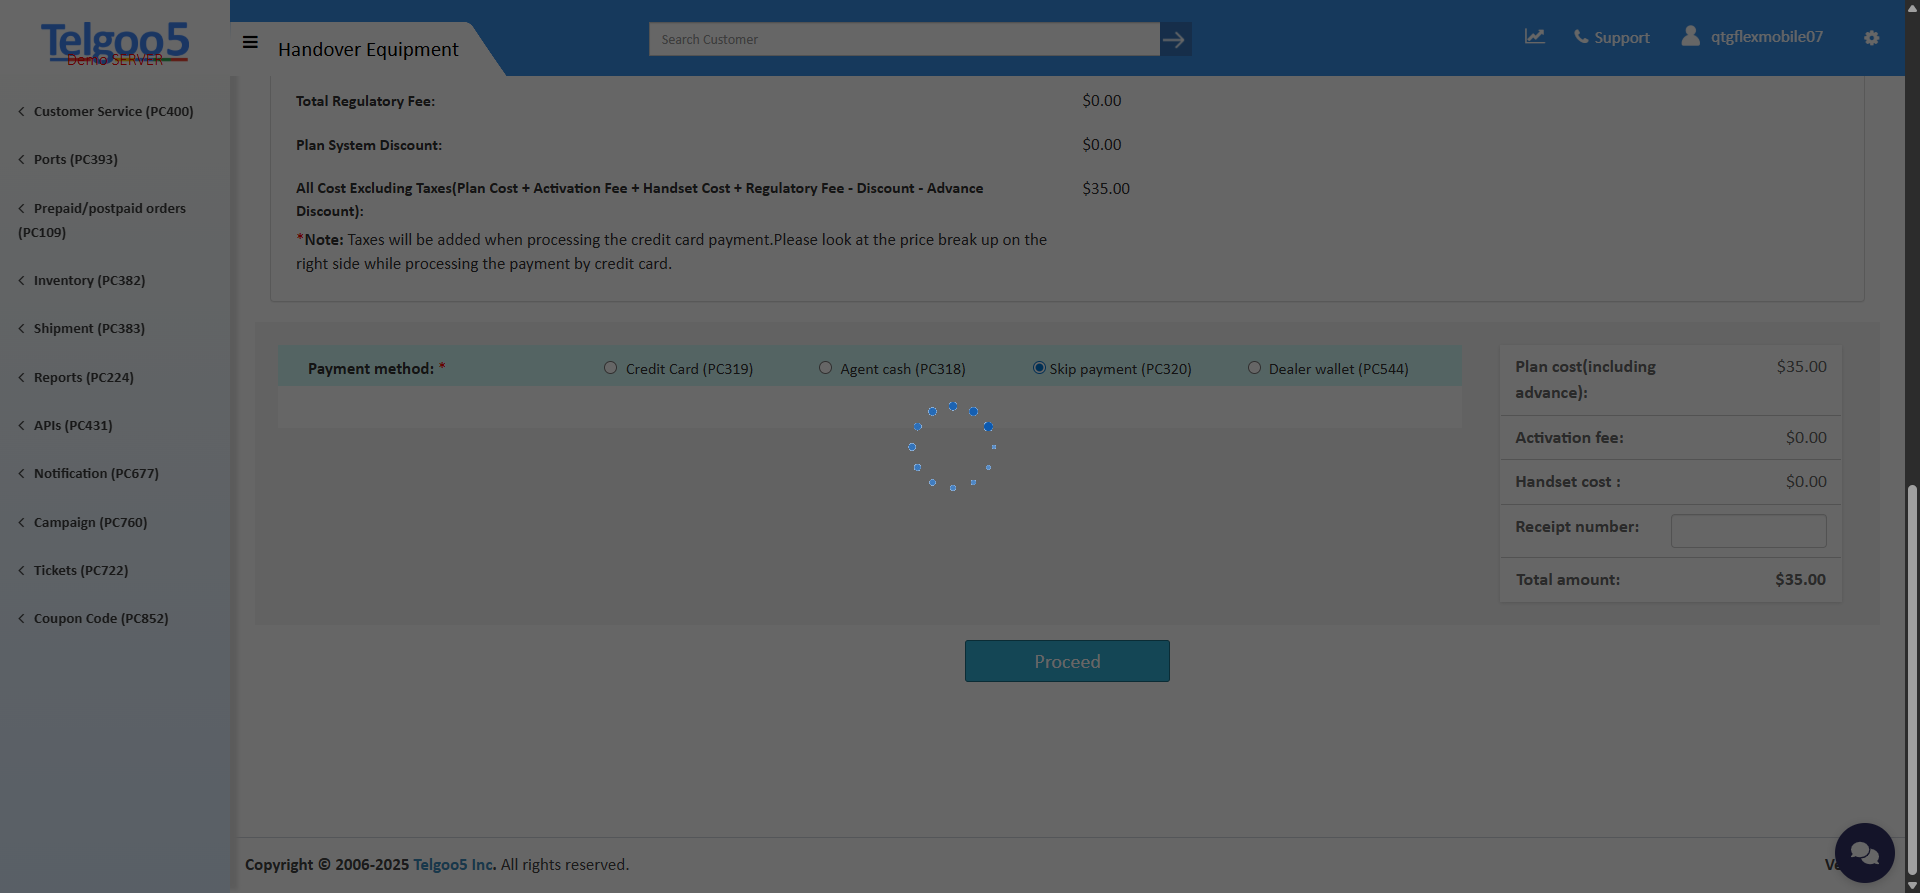 Telgoo5
Demo SERVER
Handover Equipment
Search Customer
Support
qtgflexmobile07
Customer Service (PC400)
Ports (PC393)
Prepaid/postpaid orders
(PC109)
Inventory (PC382)
Shipment (PC383)
Reports (PC224)
APIs (PC431)
Notification (PC677)
Campaign (PC760)
Tickets (PC722)
Coupon Code (PC852)
Total Regulatory Fee: $0.00
Plan System Discount: $0.00
All Cost Excluding Taxes(Plan Cost + Activation Fee + Handset Cost + Regulatory Fee - Discount - Advance $35.00
Discount):
*Note: Taxes will be added when processing the credit card payment.Please look at the price break up on the
right side while processing the payment by credit card.
Payment method: * Credit Card (PC319) Agent cash (PC318) Skip payment (PC320) Dealer wallet (PC544)
Plan cost(including $35.00
advance):
Activation fee: $0.00
Handset cost : $0.00
Receipt number:
Total amount: $35.00
Proceed
Copyright © 2006-2025 Telgoo5 Inc. All rights reserved.